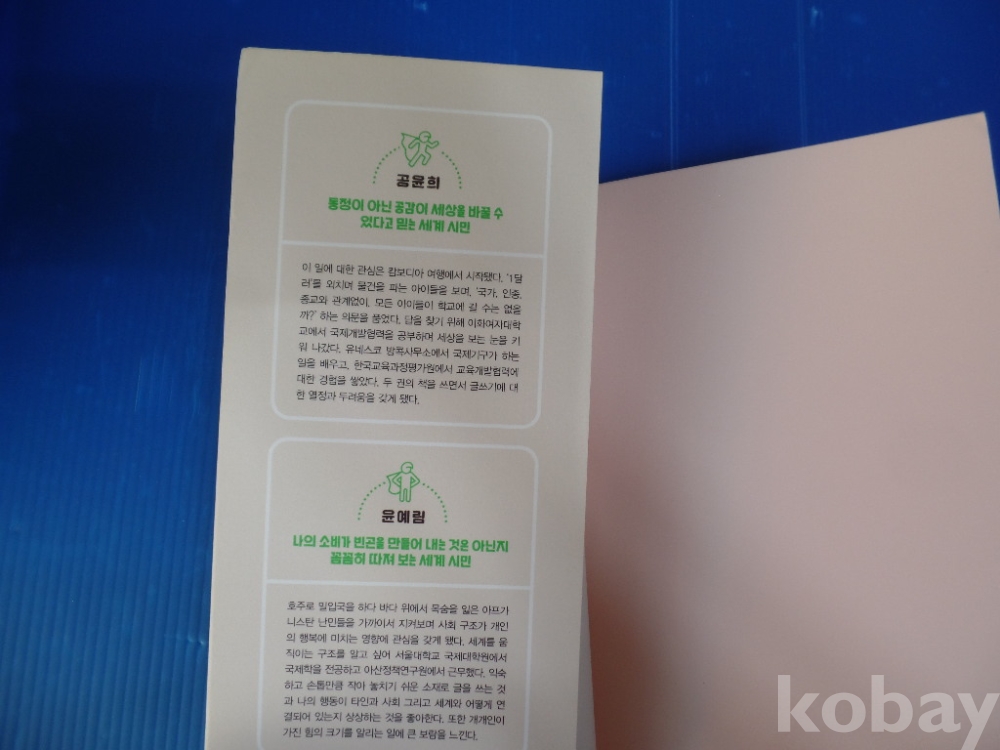 공윤희
동정이 아닌 공감이 세상을 바꿀 수
있다고 믿는 세계 시민
이 일에 대한 관심은 캄보디아 여행에서 시작됐다. '1달
러'를 외치며 물건을 파는 아이들을 보며, '국가, 인종,
종교와 관계없이, 모든 아이들이 학교에 갈 수는 없을
까?' 하는 의문을 품었다. 답을 찾기 위해 이화여자대학
교에서 국제개발협력을 공부하며 세상을 보는 눈을 키
워 나갔다. 유네스코 방콕사무소에서 국제기구가 하는
일을 배우고, 한국교육과정평가원에서 교육개발협력에
대한 경험을 쌓았다. 두 권의 책을 쓰면서 글쓰기에 대
한 열정과 두려움을 갖게 됐다.
윤예림
나의 소비가 빈곤을 만들어 내는 것은 아닌지
꼼꼼히 따져 보는 세계 시민
호주로 밀입국을 하다 바다 위에서 목숨을 잃은 아프가
니스탄 난민들을 가까이서 지켜보며 사회 구조가 개인
의 행복에 미치는 영향에 관심을 갖게 됐다. 세계를 움
직이는 구조를 알고 싶어 서울대학교 국제대학원에서
국제학을 전공하고 아산정책연구원에서 근무했다. 익숙
하고 손톱만큼 작아 놓치기 쉬운 소재로 글을 쓰는 것
과 나의 행동이 타인과 사회 그리고 세계와 어떻게 연
결되어 있는지 상상하는 것을 좋아한다. 또한 개개인이
가진 힘의 크기를 알리는 일에 큰 보람을 느낀다.
kobay